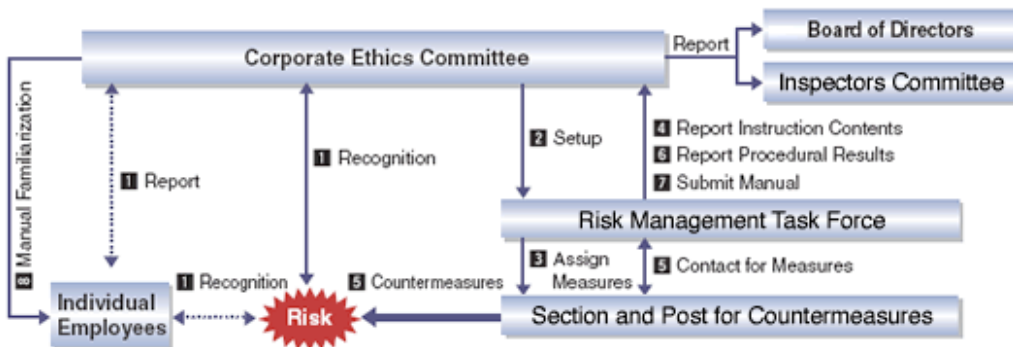 Board of Directors
Report
Corporate Ethics Committee
Inspectors Committee
8 Manual Familiarization
1 Report
1 Recognition
2 Setup
4 Report Instruction Contents
6 Report Procedural Results
7 Submit Manual
Risk Management Task Force
3 Assign
Measures
5 Contact for Measures
1 Recognition
5 Countermeasures
Individual
Employees
Risk
Section and Post for Countermeasures